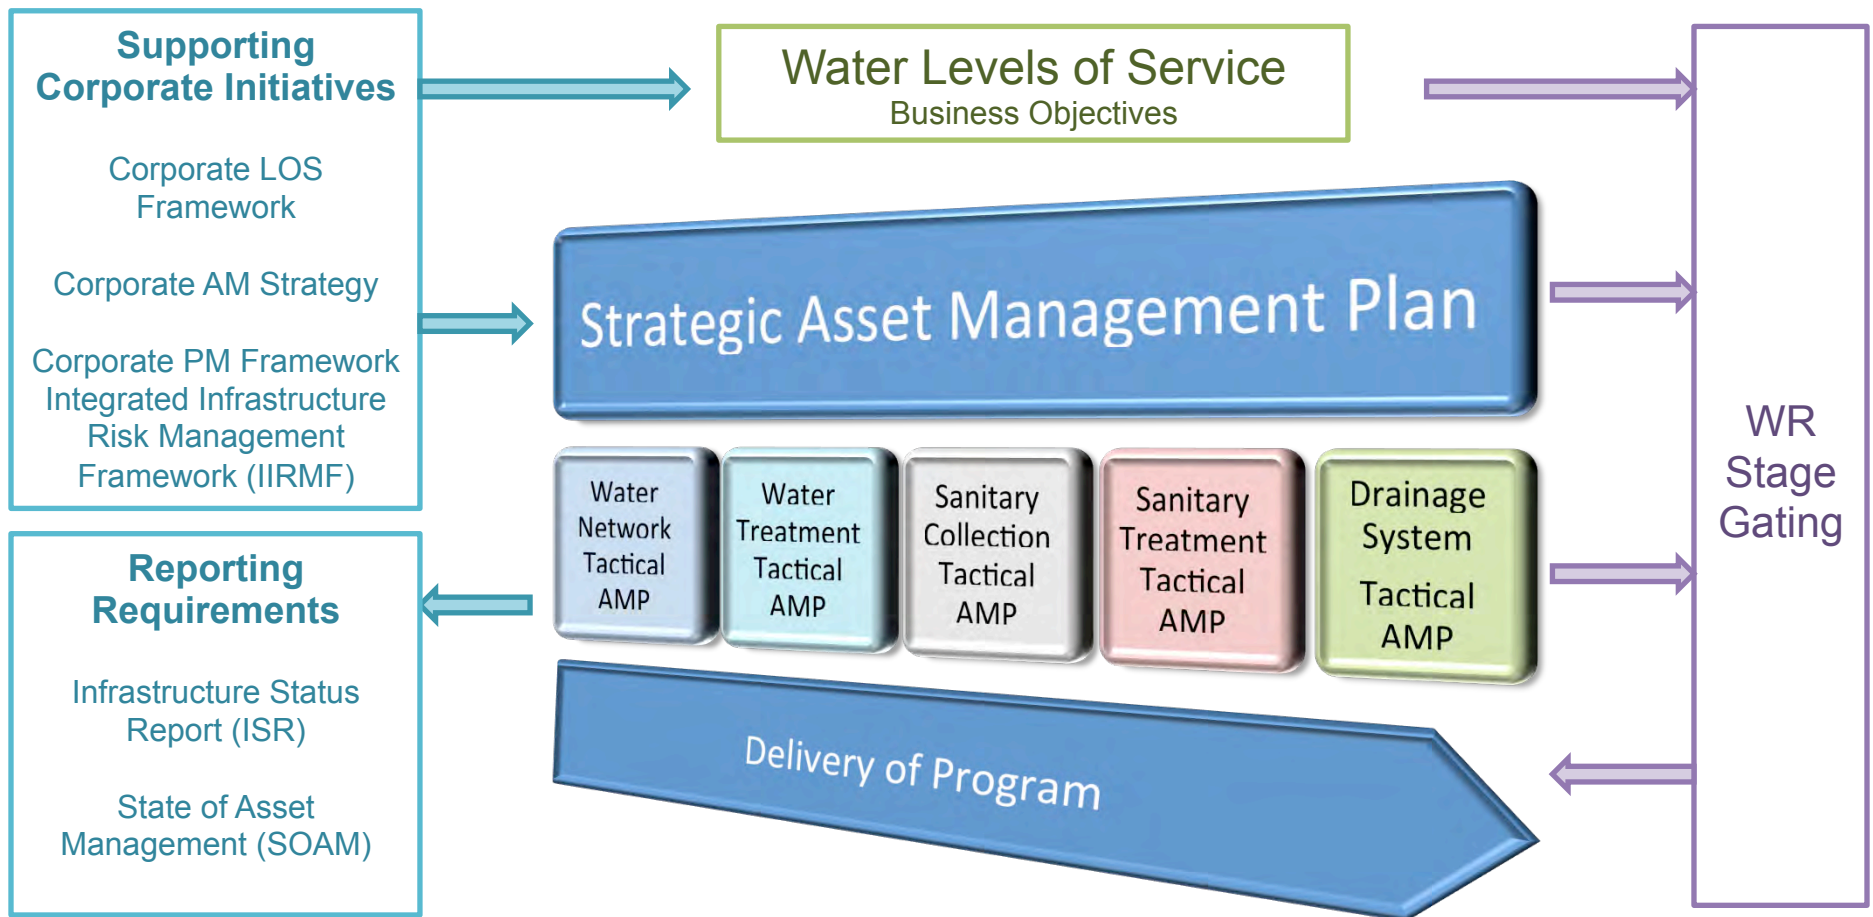 Supporting
Corporate Initiatives
Corporate LOS
Framework
Corporate AM Strategy
Corporate PM Framework
Integrated Infrastructure
Risk Management
Framework (IIRMF)
Reporting
Requirements
Infrastructure Status
Report (ISR)
State of Asset
Management (SOAM)
Water Levels of Service
Business Objectives
Strategic Asset Management Plan
Water
Network
Tactical
AMP
Water
Treatment
Tactical
AMP
Sanitary
Collection
Tactical
AMP
Sanitary
Treatment
Tactical
AMP
Drainage
System
Tactical
AMP
Delivery of Program
WR
Stage
Gating